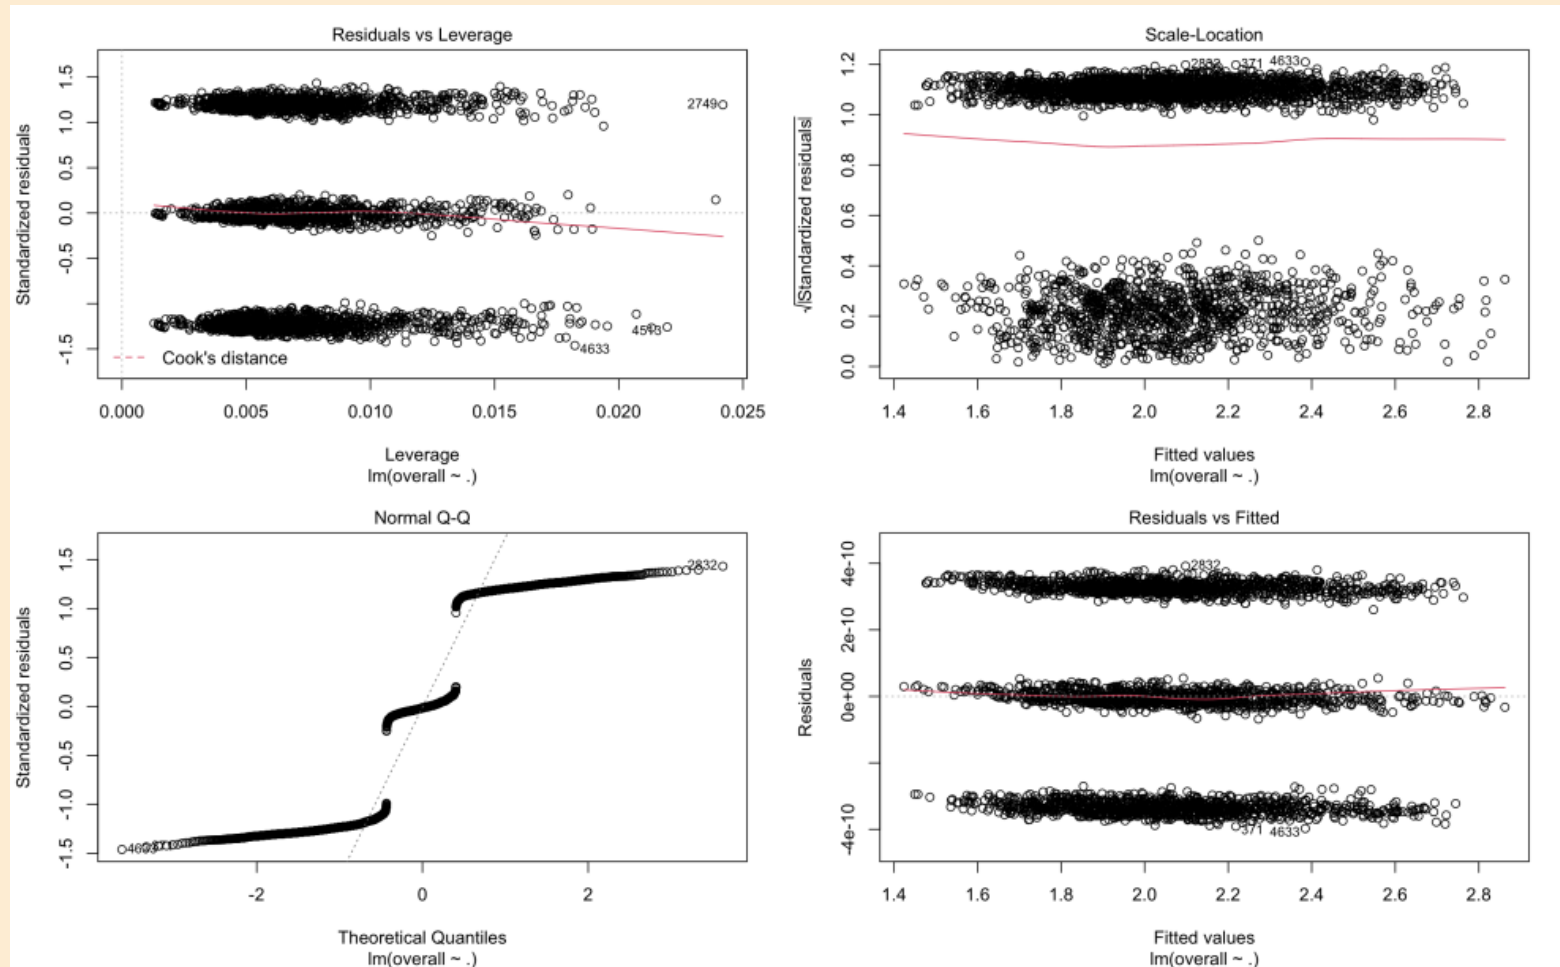 Residuals vs Leverage
Standardized residuals
1.5
1.0
0.5
0.0
-0.5
-1.5
2749
4513
4633
Cook's distance
0.000
0.005
0.010
0.015
0.020
0.025
Leverage
lm(overall ~ .)
Scale-Location
√|Standardized residuals|
1.2
1.0
0.8
0.6
0.4
0.2
0.0
2832
371
4633
1.4
1.6
1.8
2.0
2.2
2.4
2.6
2.8
Fitted values
lm(overall ~ .)
Normal Q-Q
Standardized residuals
1.5
1.0
0.5
0.0
-0.5
-1.0
-1.5
2832
-2
0
2
Theoretical Quantiles
lm(overall ~ .)
Residuals vs Fitted
Residuals
4e-10
2e-10
0e+00
-4e-10
2832
371
4633
1.4
1.6
1.8
2.0
2.2
2.4
2.6
2.8
Fitted values
lm(overall ~ .)